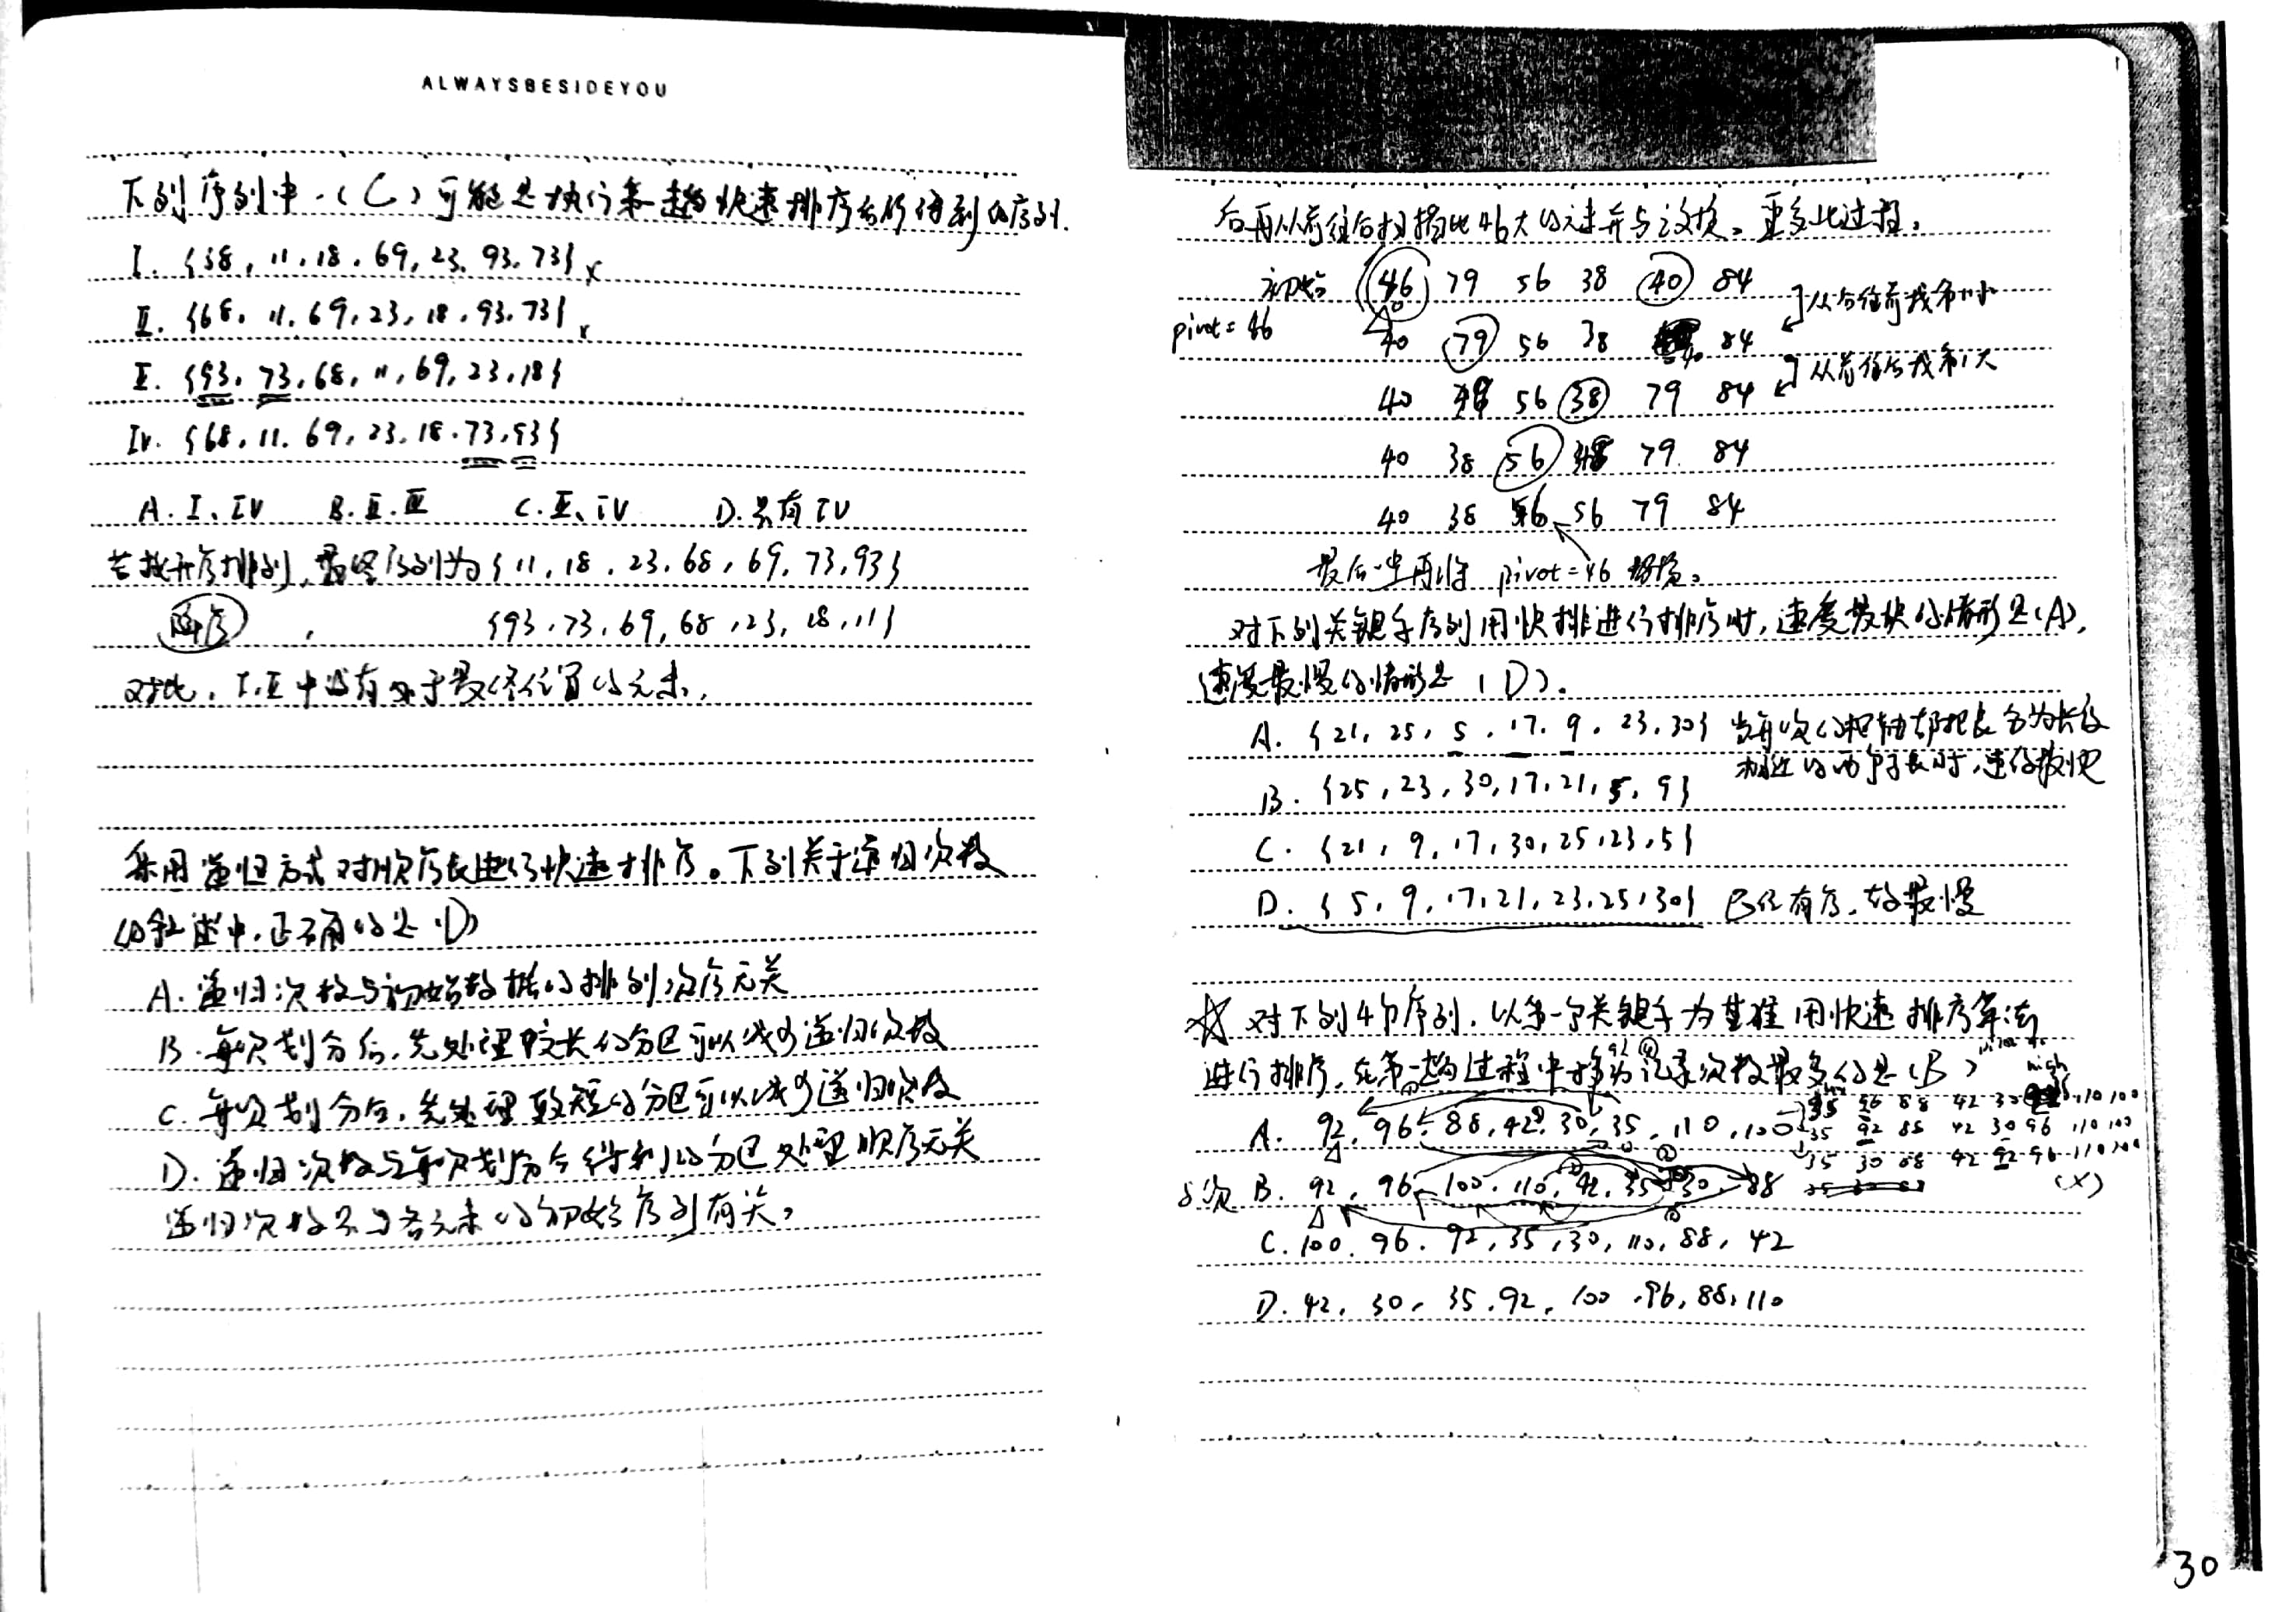 ALWAYSBESIDEYOU
下列序列中,(C)可能是执行第一趟快速排序后所得到的序列.
I. {68, 11, 18, 69, 23, 93, 73} x
II. {68, 11, 69, 23, 18, 93, 73} x
III. {93, 73, 68, 11, 69, 23, 18}
IV. {68, 11, 69, 23, 18, 73, 93}
A. I、IV B. II、III C. III、IV D. 只有IV
若按升序排列,最终序列为{11, 18, 23, 68, 69, 73, 93}
降序, {93, 73, 69, 68, 23, 18, 11}
对比, I、II中没有处于最终位置的元素.
采用递归方式对顺序表进行快速排序。下列关于递归次数
的叙述中,正确的是(D)
A. 递归次数与初始数据的排列次序无关
B. 每次划分后,先处理较长的分区可以减少递归次数
C. 每次划分后,先处理较短的分区可以减少递归次数
D. 递归次数与每次划分后得到的分区处理顺序无关
递归次数只与各元素的初始序列有关。
后再从前往后扫描比46大的元素并与之交换。重复此过程。
初始 46 79 56 38 40 84
pivot = 46 40 79 56 38 84 从后往前找第1小
40 56 38 79 84 从前往后找第1大
40 38 56 79 84
40 38 46 56 79 84
最后一步再将 pivot=46 填
对下列关键字序列用快排进行排序时,速度最快的情形是(A),
速度最慢的情形是(D).
A. {21, 25, 5, 17, 9, 23, 30} 当每次的枢轴都把表分为长度
相近的两个子表时,速度最快
B. {25, 23, 30, 17, 21, 5, 9}
C. {21, 9, 17, 30, 25, 23, 5}
D. {5, 9, 17, 21, 23, 25, 30} 已经有序,故最慢
☆ 对下列4个序列,以第一个关键字为基准用快速排序算法
进行排序,在第一趟过程中移动记录次数最多的是(B) high
A. 92, 96, 88, 42, 30, 35, 110, 100 35 96 88 42 30 110 100
35 92 88 42 30 96 110 100
35 30 88 42 92 96 110 100
B. 92, 96, 100, 110, 42, 35, 30, 88 (X)
C. 100, 96, 92, 35, 30, 110, 88, 42
D. 42, 30, 35, 92, 100, 96, 88, 110
30